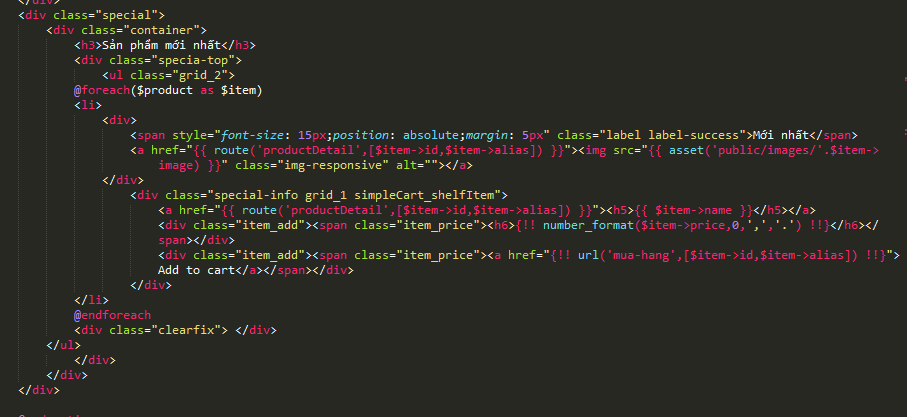 </div>
<div class="special">
<div class="container">
<h3>Sản phẩm mới nhất</h3>
<div class="specia-top">
<ul class="grid_2">
@foreach($product as $item)
<li>
<div>
<span style="font-size: 15px;position: absolute;margin: 5px" class="label label-success">Mới nhất</span>
<a href="{{ route('productDetail',[$item->id,$item->alias]) }}"><img src="{{ asset('public/images/'.$item->
image) }}" class="img-responsive" alt=""></a>
</div>
<div class="special-info grid_1 simpleCart_shelfItem">
<a href="{{ route('productDetail',[$item->id,$item->alias]) }}"><h5>{{ $item->name }}</h5></a>
<div class="item_add"><span class="item_price"><h6>{!! number_format($item->price,0,',','.') !!}</h6></
span></div>
<div class="item_add"><span class="item_price"><a href="{!! url('mua-hang',[$item->id,$item->alias]) !!}">
Add to cart</a></span></div>
</div>
</li>
@endforeach
<div class="clearfix"> </div>
</ul>
</div>
</div>
</div>